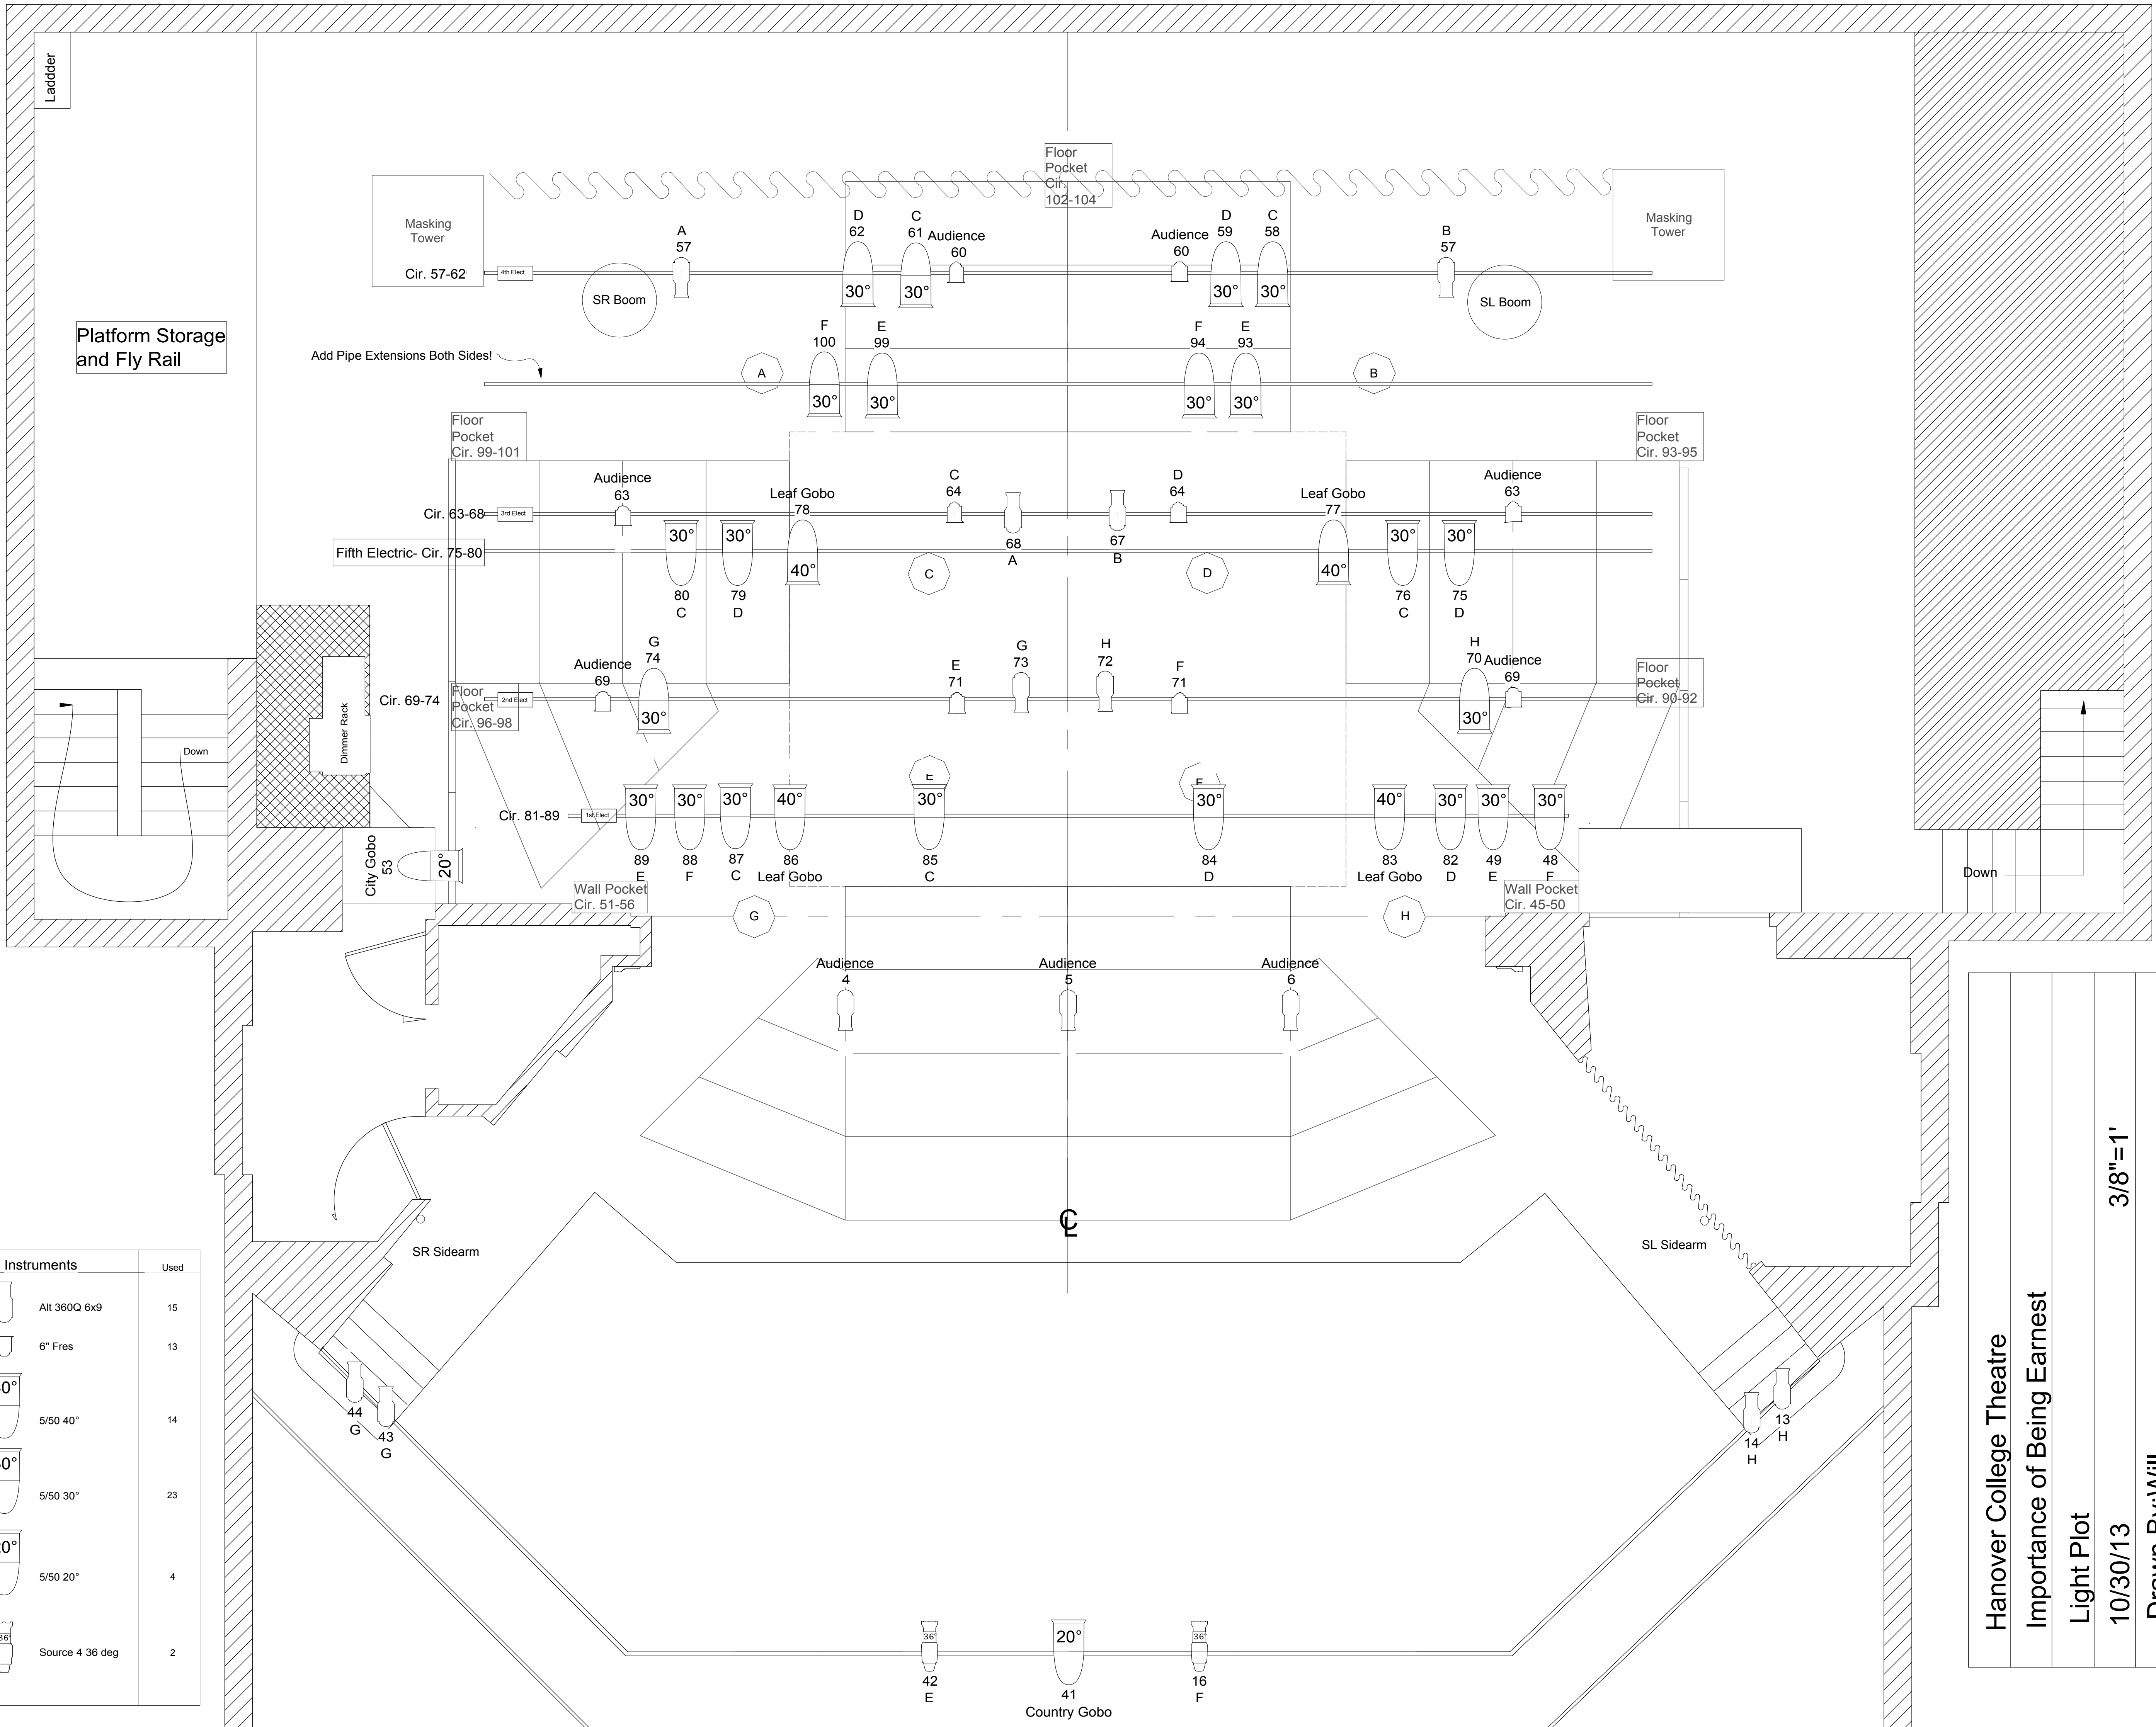 Laddder
Floor
Pocket
Cir.
102-104
Masking
Tower
Masking
Tower
D
62
C
61
Audience
60
Audience
60
D
59
C
58
A
57
B
57
Cir. 57-62
4th Elect
30°
30°
30°
30°
SR Boom
SL Boom
Platform Storage
and Fly Rail
Add Pipe Extensions Both Sides!
F
100
E
99
F
94
E
93
A
B
30°
30°
30°
30°
Floor
Pocket
Cir. 99-101
Floor
Pocket
Cir. 93-95
Audience
63
Leaf Gobo
78
C
64
D
64
Leaf Gobo
77
Audience
63
Cir. 63-68
3rd Elect
30°
30°
30°
30°
68
A
67
B
Fifth Electric- Cir. 75-80
40°
40°
C
D
80
C
79
D
76
C
75
D
G
74
Audience
69
E
71
G
73
H
72
F
71
H
70
Audience
69
Cir. 69-74
2nd Elect
Floor
Pocket
Cir. 96-98
Floor
Pocket
Cir. 90-92
30°
30°
Dimmer Rack
Down
E
F
Cir. 81-89
1st Elect
30°
30°
30°
40°
30°
30°
40°
30°
30°
30°
89
E
88
F
87
C
86
Leaf Gobo
85
C
84
D
83
Leaf Gobo
82
D
49
E
48
F
City Gobo
53
20°
Down
Wall Pocket
Cir. 51-56
Wall Pocket
Cir. 45-50
G
H
Audience
4
Audience
5
Audience
6
CL
SR Sidearm
SL Sidearm
44
G
43
G
14
H
13
H
36°
20°
36°
42
E
41
Country Gobo
16
F
Instruments
Used
Alt 360Q 6x9
15
6" Fres
13
0°
5/50 40°
14
0°
5/50 30°
23
0°
5/50 20°
4
36°
Source 4 36 deg
2
Hanover College Theatre
Importance of Being Earnest
Light Plot
10/30/13
3/8"=1'
Drawn By:Will